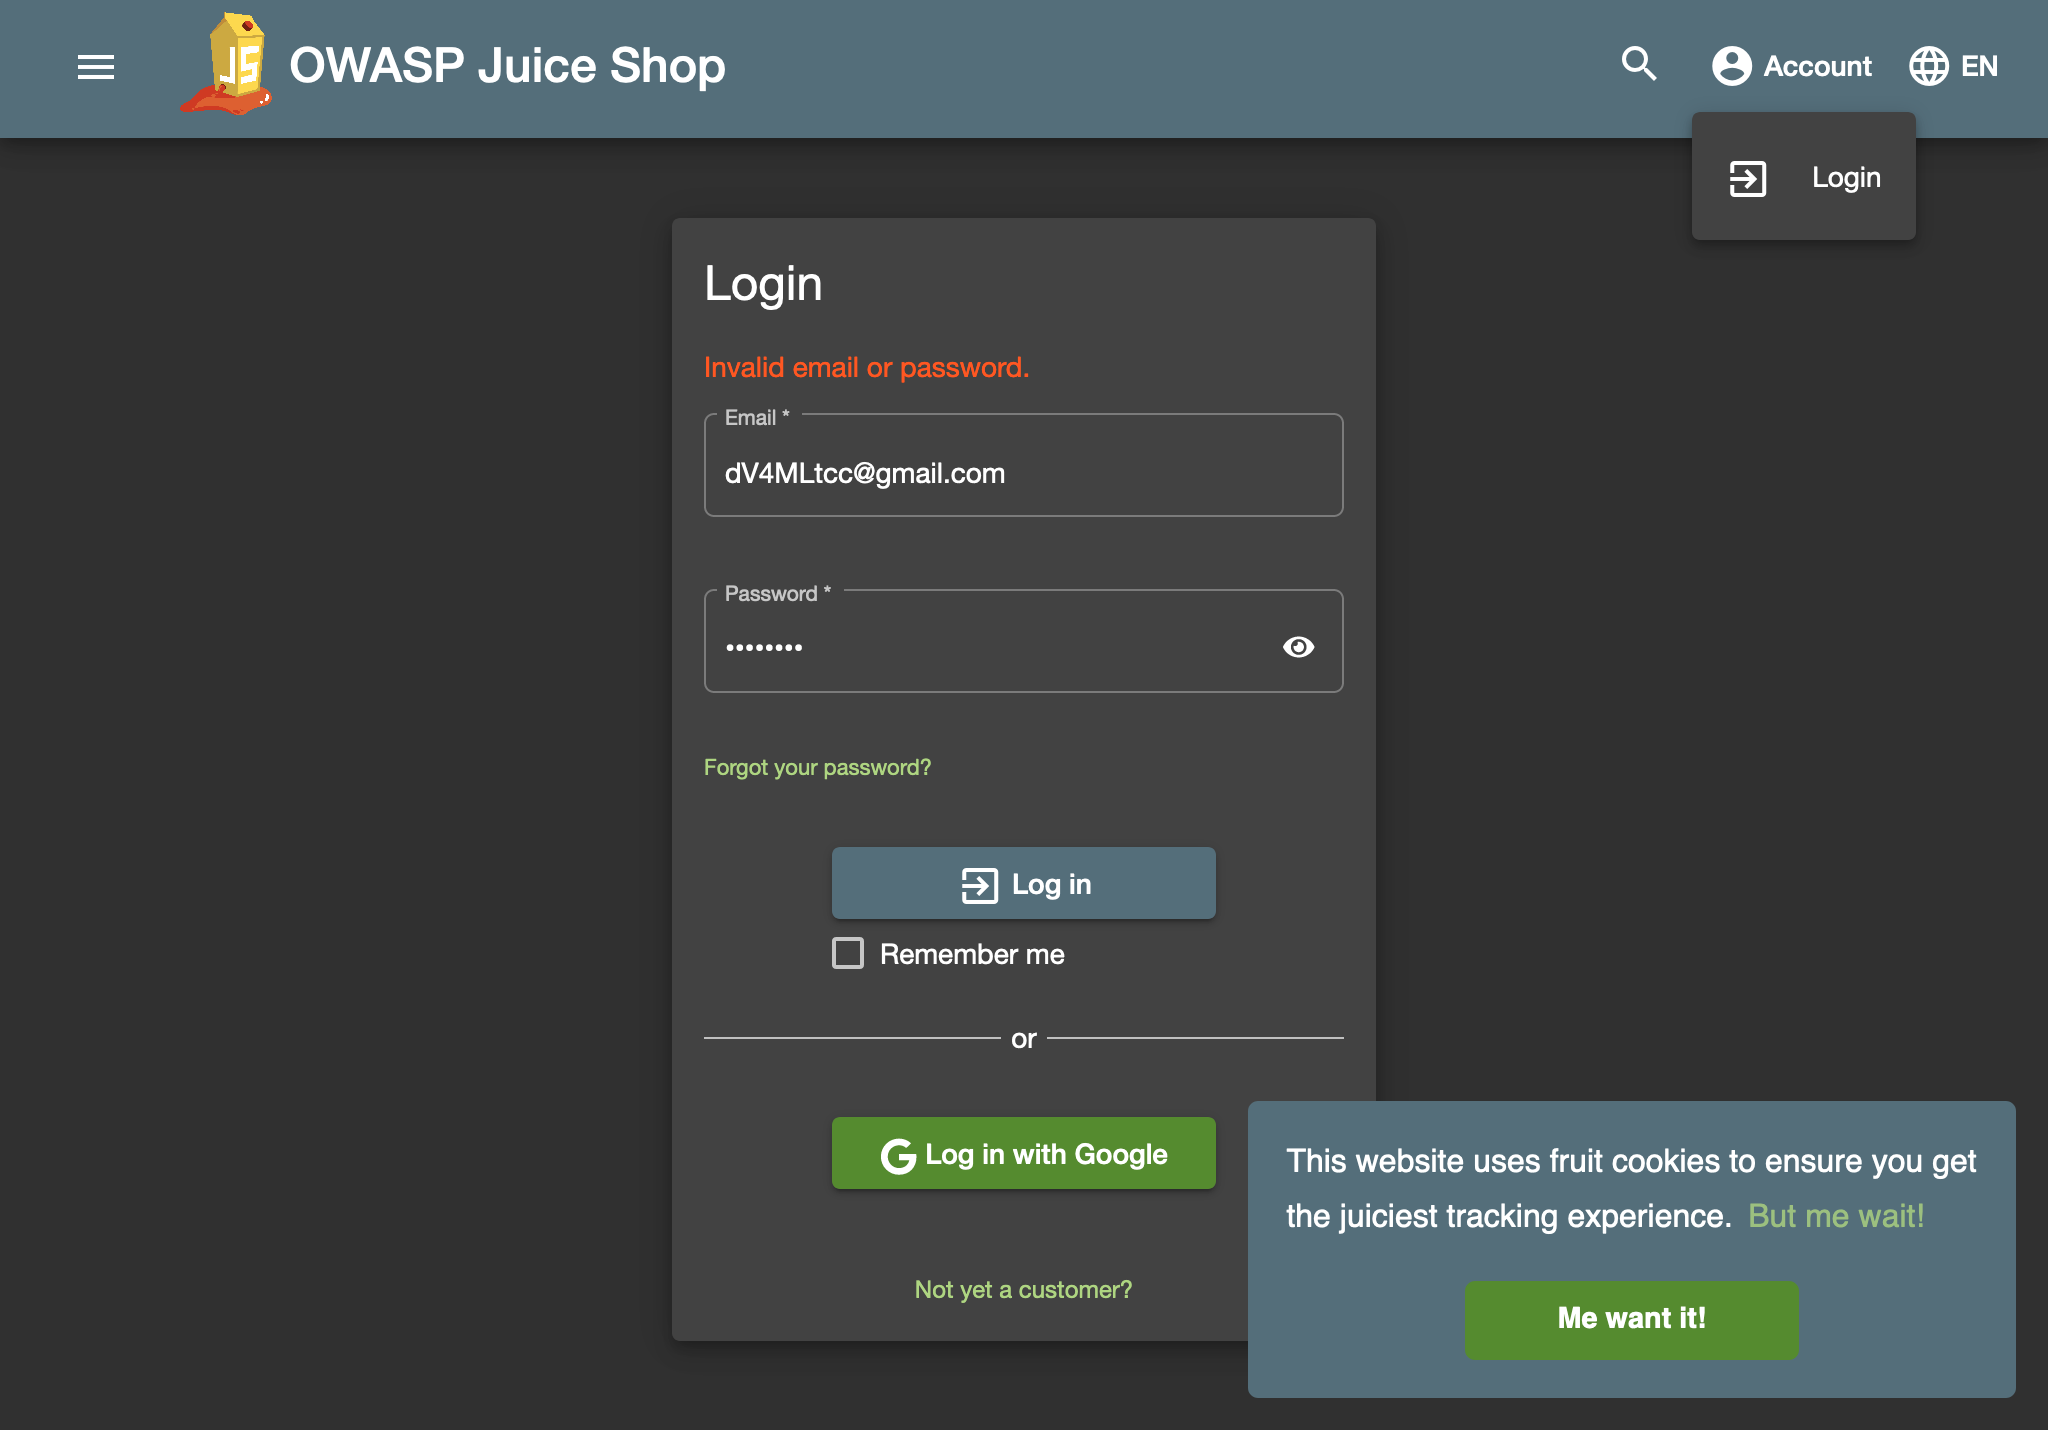 JS
OWASP Juice Shop
Account
EN
Login
Login
Invalid email or password.
Email *
dV4MLtcc@gmail.com
Password *
••••••••
Forgot your password?
Log in
Remember me
or
G Log in with Google
Not yet a customer?
This website uses fruit cookies to ensure you get
the juiciest tracking experience. But me wait!
Me want it!